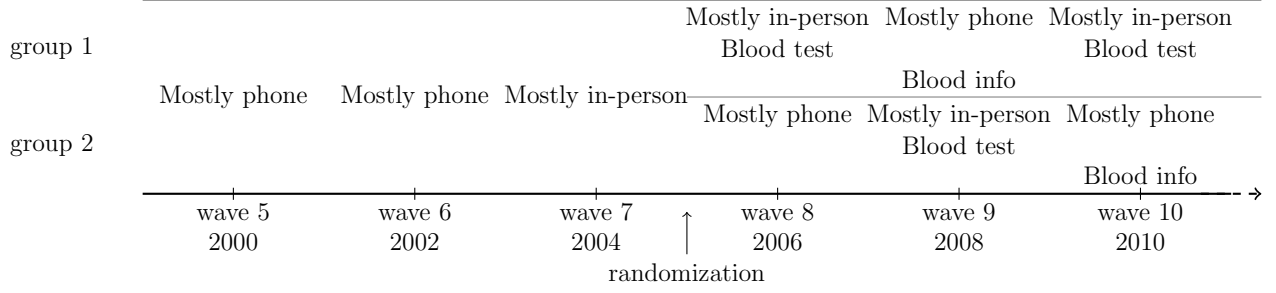 Mostly in-person Mostly phone Mostly in-person
group 1 Blood test Blood test
Blood info
Mostly phone Mostly phone Mostly in-person
Mostly phone Mostly in-person Mostly phone
group 2 Blood test
Blood info
wave 5 wave 6 wave 7 wave 8 wave 9 wave 10
2000 2002 2004 2006 2008 2010
randomization